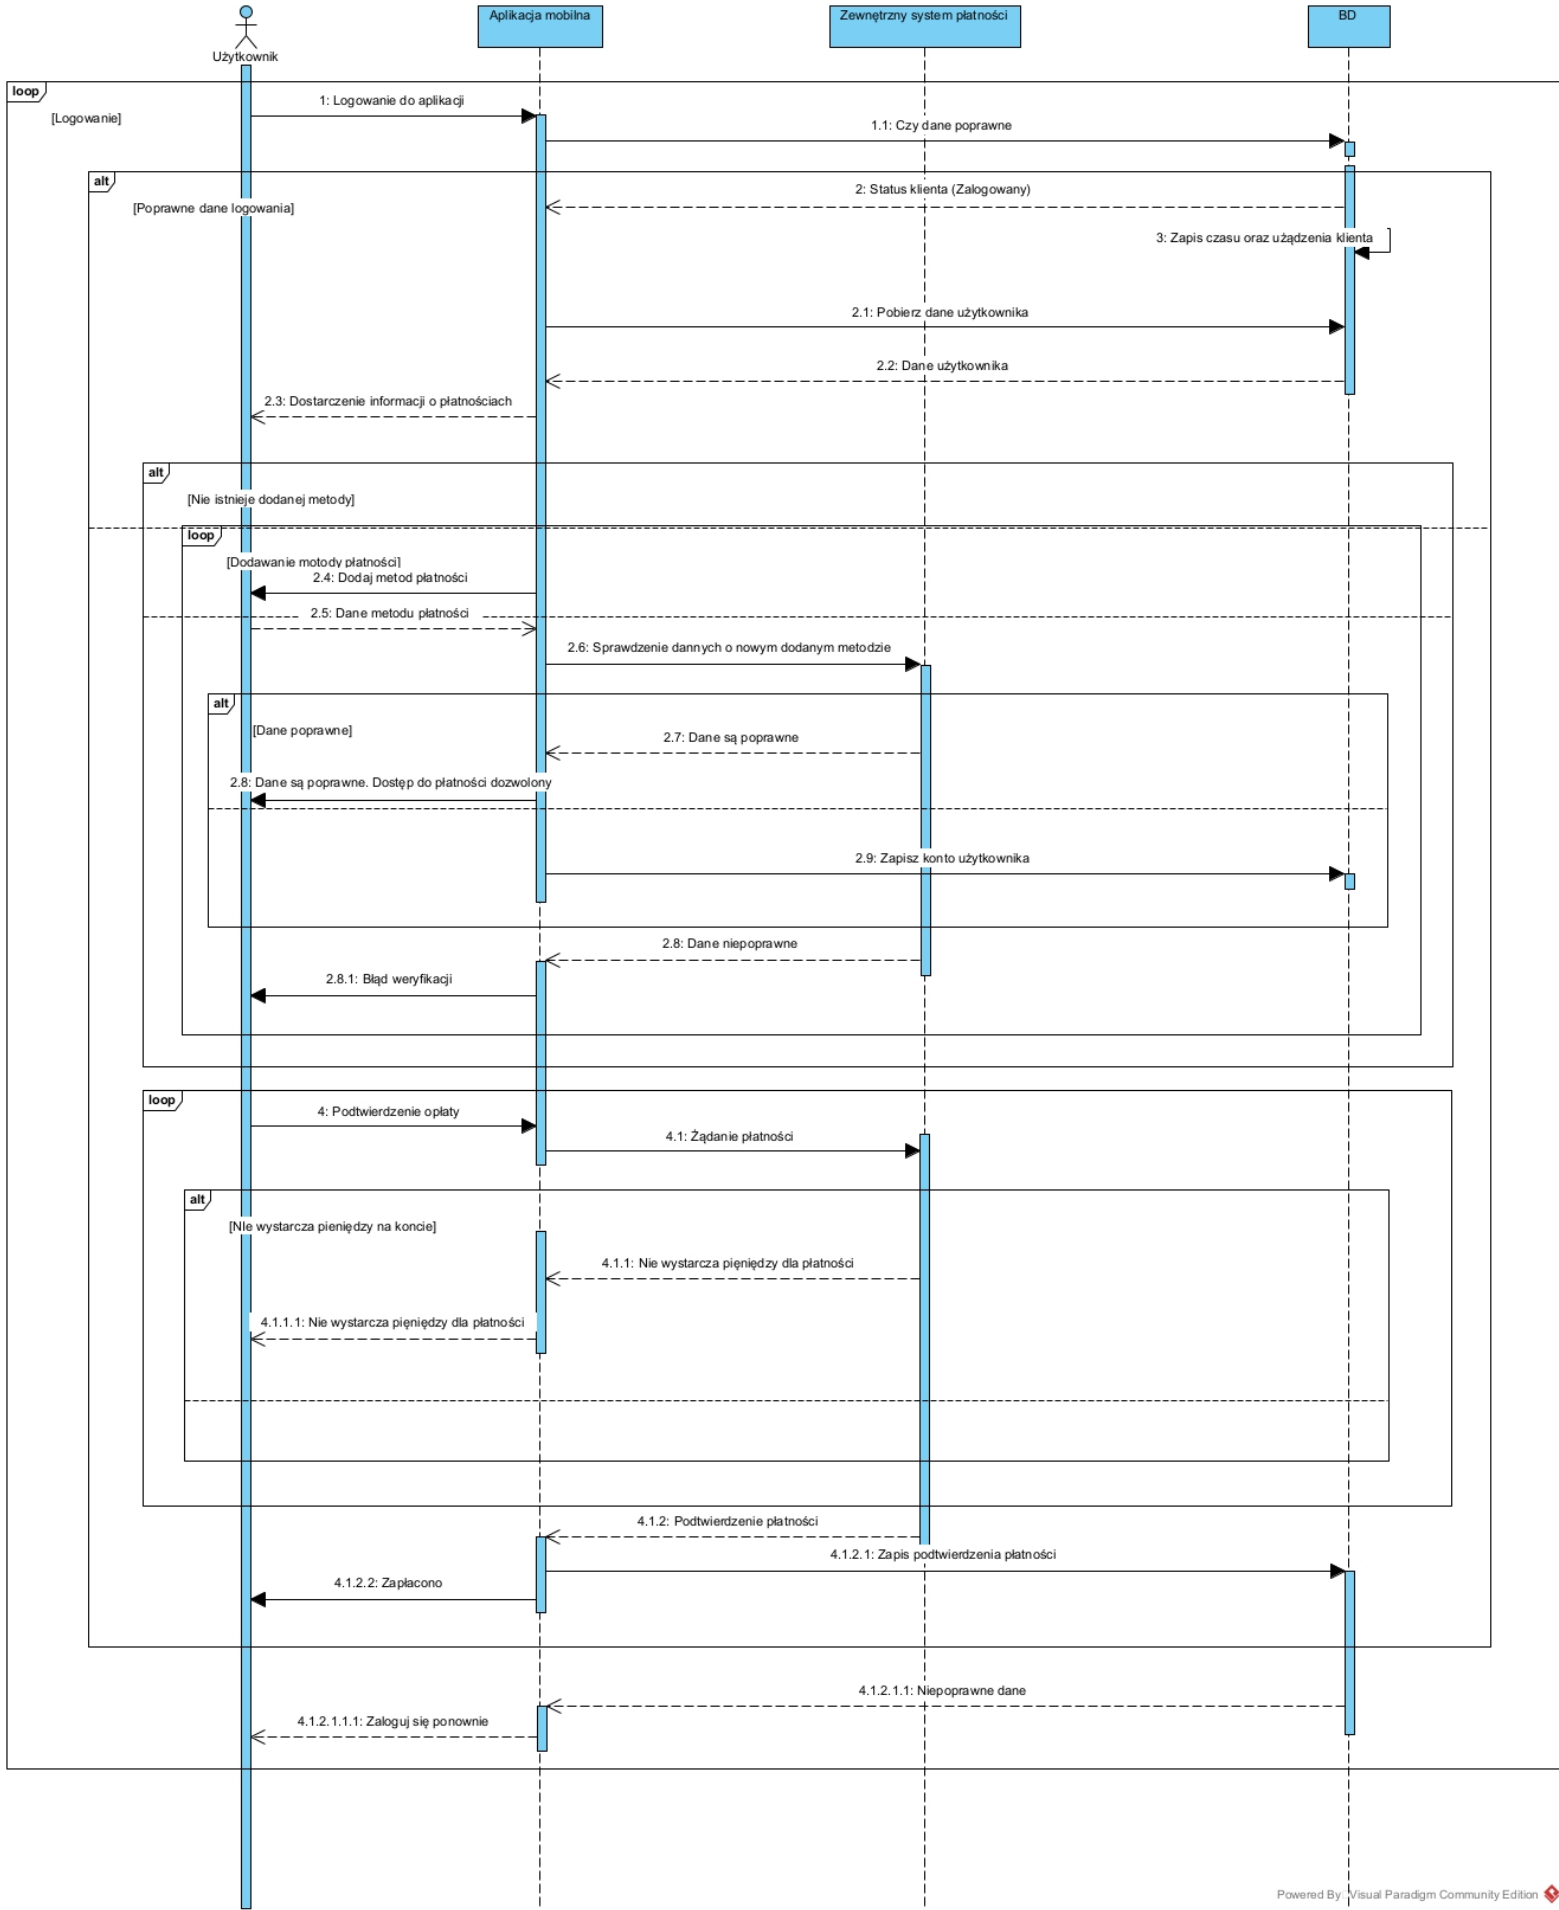 Użytkownik
Aplikacja mobilna
Zewnętrzny system płatności
BD
loop
[Logowanie]
1: Logowanie do aplikacji
1.1: Czy dane poprawne
alt
[Poprawne dane logowania]
2: Status klienta (Zalogowany)
3: Zapis czasu oraz użądzenia klienta
2.1: Pobierz dane użytkownika
2.2: Dane użytkownika
2.3: Dostarczenie informacji o płatnościach
alt
[Nie istnieje dodanej metody]
loop
[Dodawanie motody płatności]
2.4: Dodaj metod płatności
2.5: Dane metodu płatności
2.6: Sprawdzenie dannych o nowym dodanym metodzie
alt
[Dane poprawne]
2.7: Dane są poprawne
2.8: Dane są poprawne. Dostęp do płatności dozwolony
2.9: Zapisz konto użytkownika
2.8: Dane niepoprawne
2.8.1: Błąd weryfikacji
loop
4: Podtwierdzenie opłaty
4.1: Żądanie płatności
alt
[NIe wystarcza pieniędzy na koncie]
4.1.1: Nie wystarcza pięniędzy dla płatności
4.1.1.1: Nie wystarcza pięniędzy dla płatności
4.1.2: Podtwierdzenie płatności
4.1.2.1: Zapis podtwierdzenia płatności
4.1.2.2: Zapłacono
4.1.2.1.1: Niepoprawne dane
4.1.2.1.1.1: Zaloguj się ponownie
Powered By Visual Paradigm Community Edition